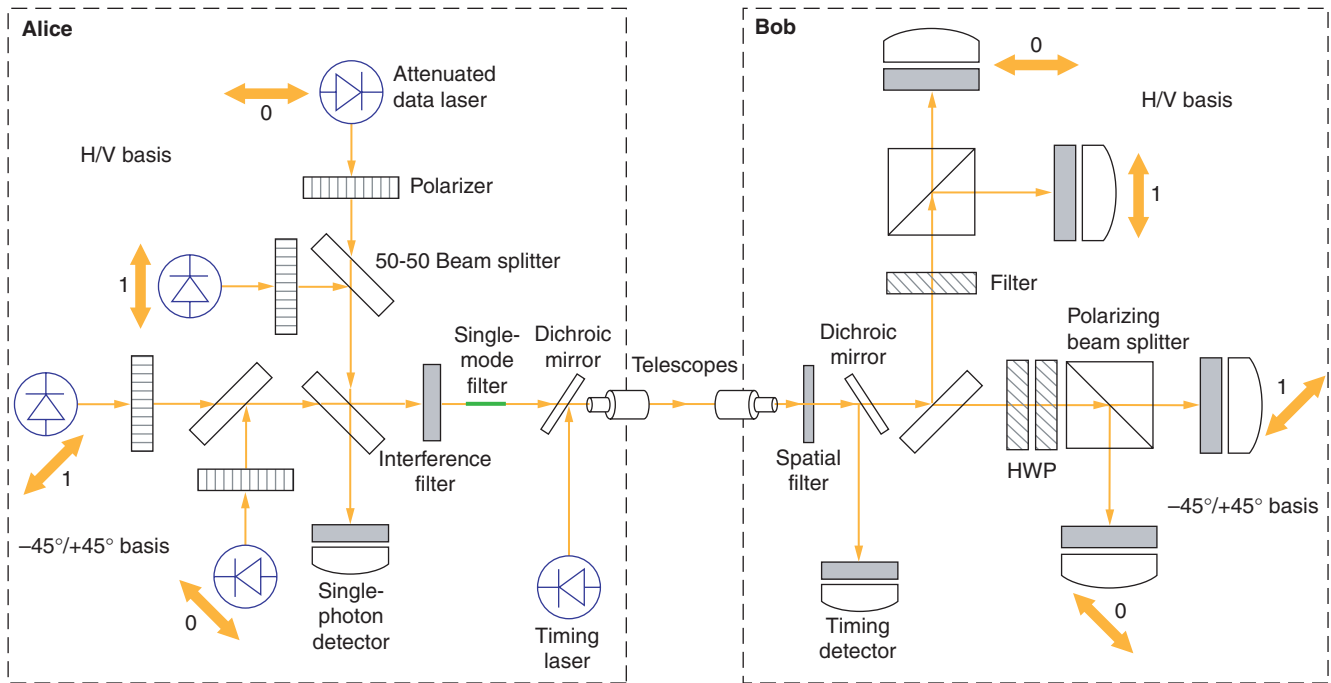 Alice
Attenuated
data laser
0
H/V basis
Polarizer
50-50 Beam splitter
1
Single-
mode
filter
Dichroic
mirror
Interference
filter
1
–45°/+45° basis
0
Single-
photon
detector
Timing
laser
Telescopes
Bob
0
H/V basis
1
Filter
Dichroic
mirror
Polarizing
beam splitter
1
Spatial
filter
HWP
–45°/+45° basis
0
Timing
detector